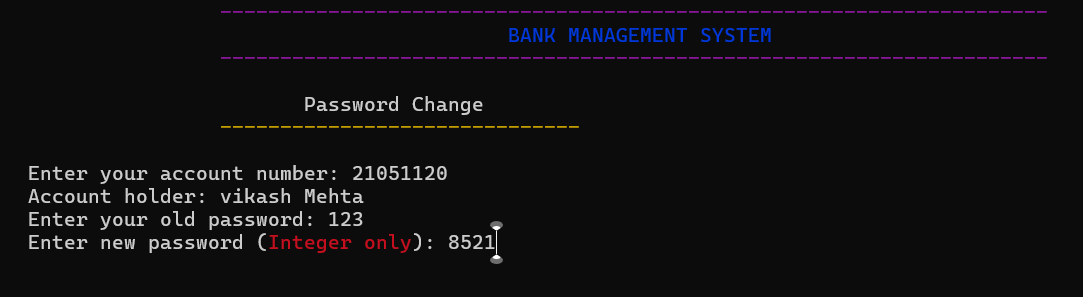 BANK MANAGEMENT SYSTEM
Password Change
Enter your account number: 21051120
Account holder: vikash Mehta
Enter your old password: 123
Enter new password (Integer only): 8521